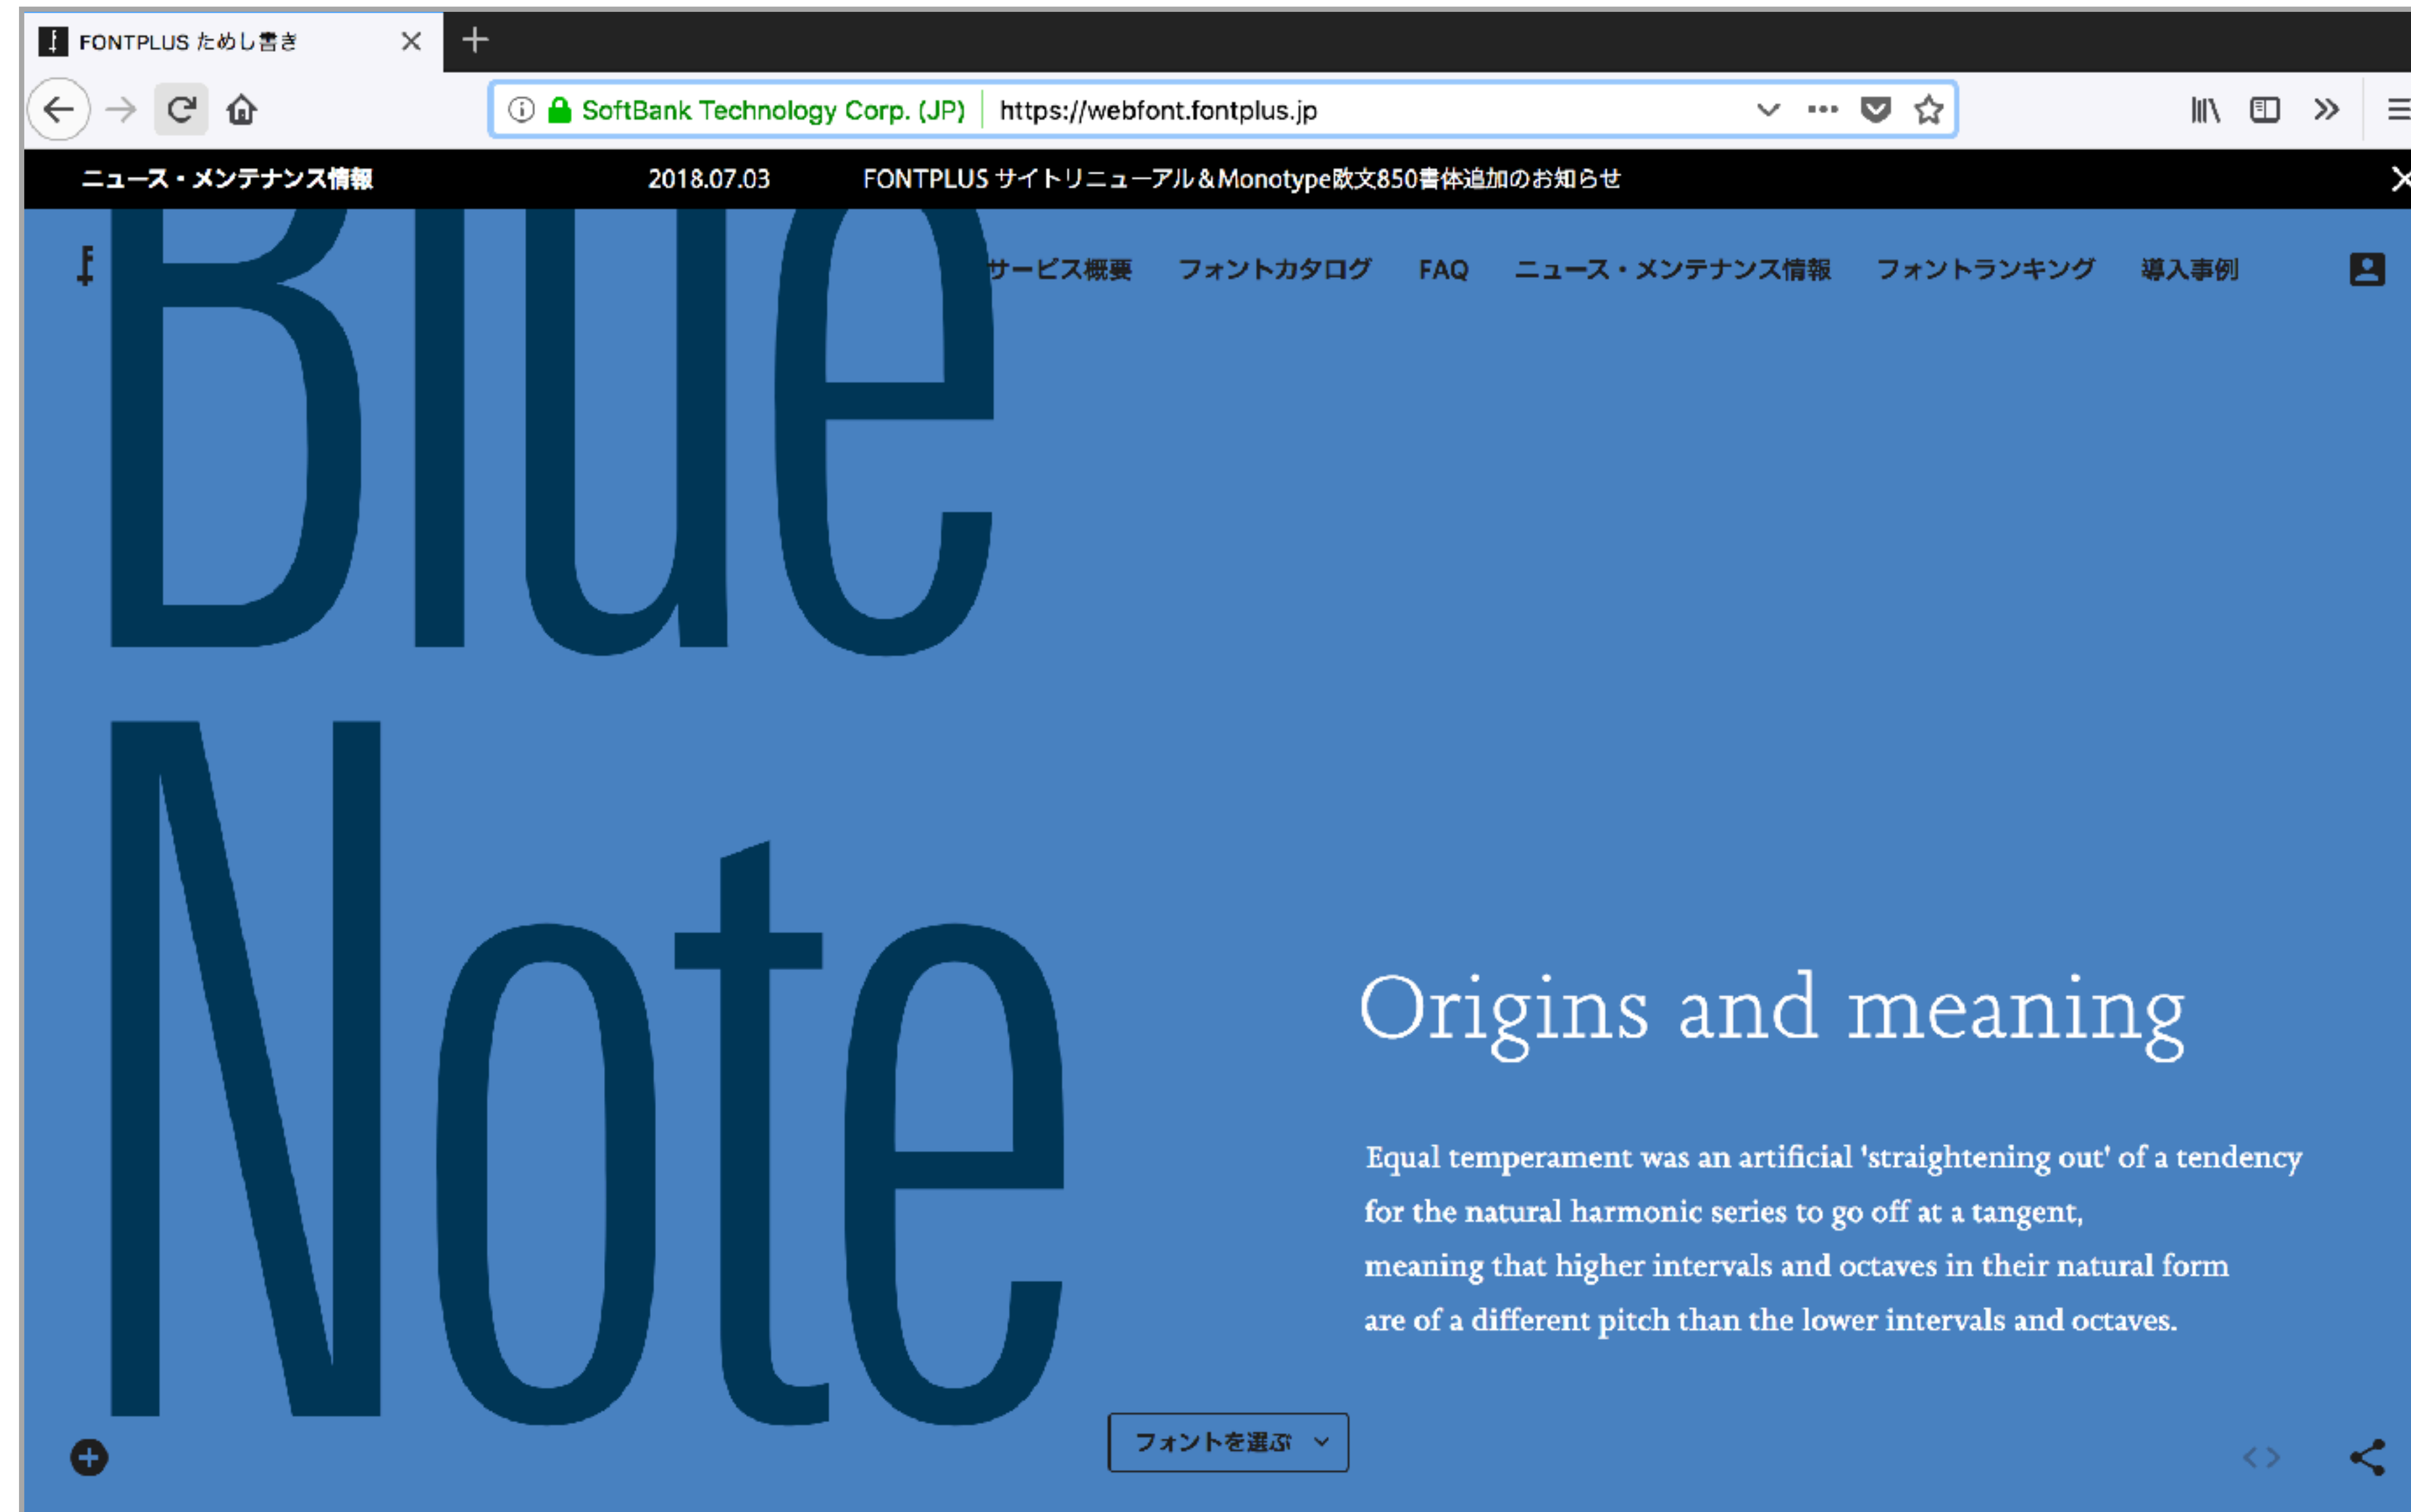 FONTPLUS ためし書き
SoftBank Technology Corp. (JP) https://webfont.fontplus.jp
ニュース・メンテナンス情報 2018.07.03 FONTPLUS サイトリニューアル＆Monotype欧文850書体追加のお知らせ
サービス概要 フォントカタログ FAQ ニュース・メンテナンス情報 フォントランキング 導入事例
Blue
Note
Origins and meaning
Equal temperament was an artificial 'straightening out' of a tendency
for the natural harmonic series to go off at a tangent,
meaning that higher intervals and octaves in their natural form
are of a different pitch than the lower intervals and octaves.
フォントを選ぶ